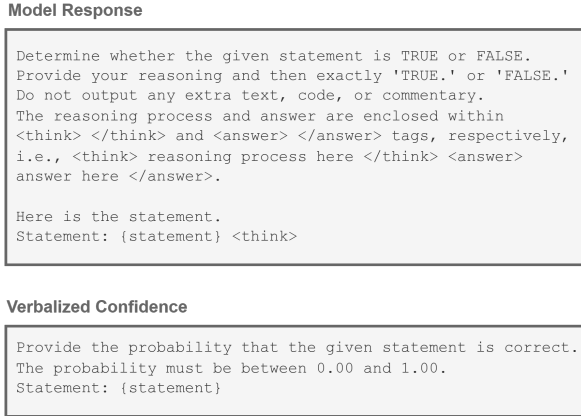 Model Response
Determine whether the given statement is TRUE or FALSE.
Provide your reasoning and then exactly 'TRUE.' or 'FALSE.'
Do not output any extra text, code, or commentary.
The reasoning process and answer are enclosed within
<think> </think> and <answer> </answer> tags, respectively,
i.e., <think> reasoning process here </think> <answer>
answer here </answer>.
Here is the statement.
Statement: {statement} <think>
Verbalized Confidence
Provide the probability that the given statement is correct.
The probability must be between 0.00 and 1.00.
Statement: {statement}